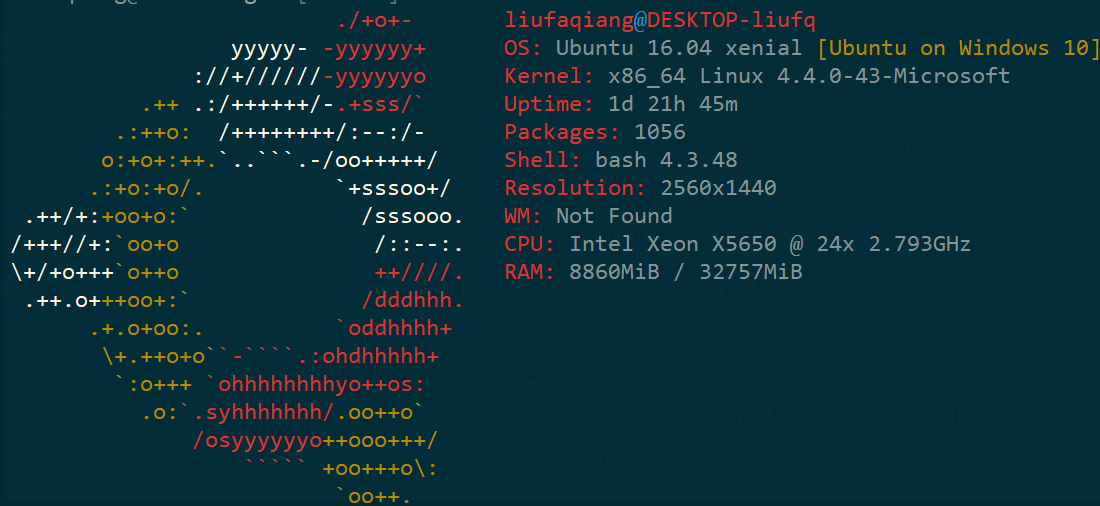 ./+o+- liufaqiang@DESKTOP-liufq
yyyyy- -yyyyyy+ OS: Ubuntu 16.04 xenial [Ubuntu on Windows 10]
://+//////-yyyyyyo Kernel: x86_64 Linux 4.4.0-43-Microsoft
.++ .:/++++++/-.+sss/` Uptime: 1d 21h 45m
.:++o: /++++++++/:--:/- Packages: 1056
o:+o+:++.`..```.-/oo+++++/ Shell: bash 4.3.48
.:+o:+o/. `+sssoo+/ Resolution: 2560x1440
.++/+:+oo+o:` /sssooo. WM: Not Found
/+++//+:`oo+o /::--:. CPU: Intel Xeon X5650 @ 24x 2.793GHz
\+/+o+++`o++o ++////. RAM: 8860MiB / 32757MiB
.++.o+++oo+:` /dddhhh.
.+.o+oo:. `oddhhhh+
\+.++o+o``-````.:ohdhhhhh+
`:o+++ `ohhhhhhhhyo++os:
.o:`.syhhhhhhh/.oo++o`
/osyyyyyyo++ooo+++/
````` +oo+++o\:
`oo++.